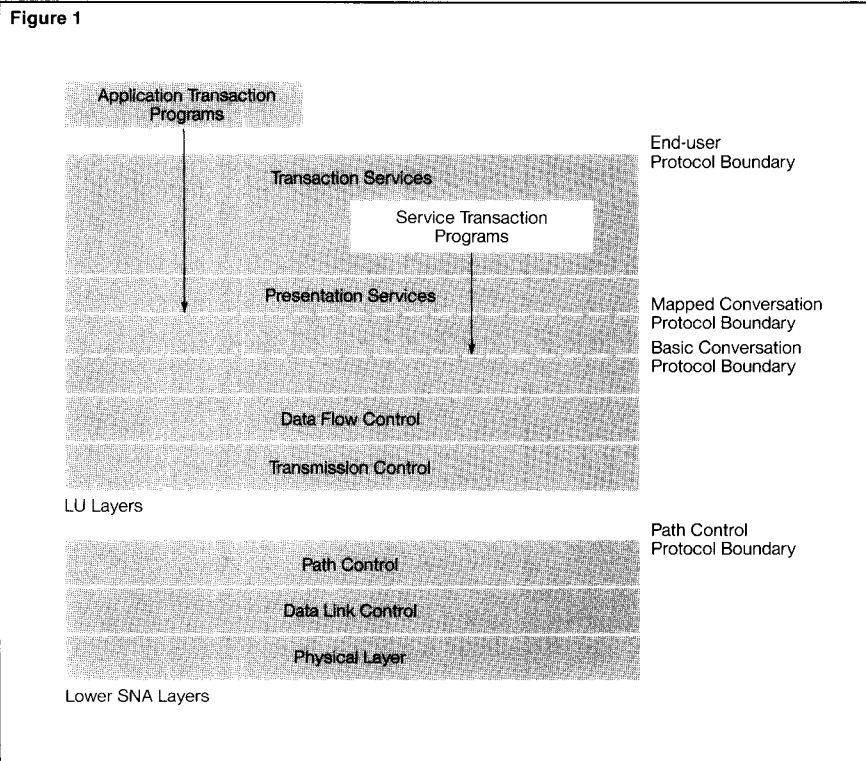 Figure 1
Application Transaction
Programs
End-user
Protocol Boundary
Transaction Services
Service Transaction
Programs
Presentation Services
Mapped Conversation
Protocol Boundary
Basic Conversation
Protocol Boundary
Data Flow Control
Transmission Control
LU Layers
Path Control
Protocol Boundary
Path Control
Data Link Control
Physical Layer
Lower SNA Layers